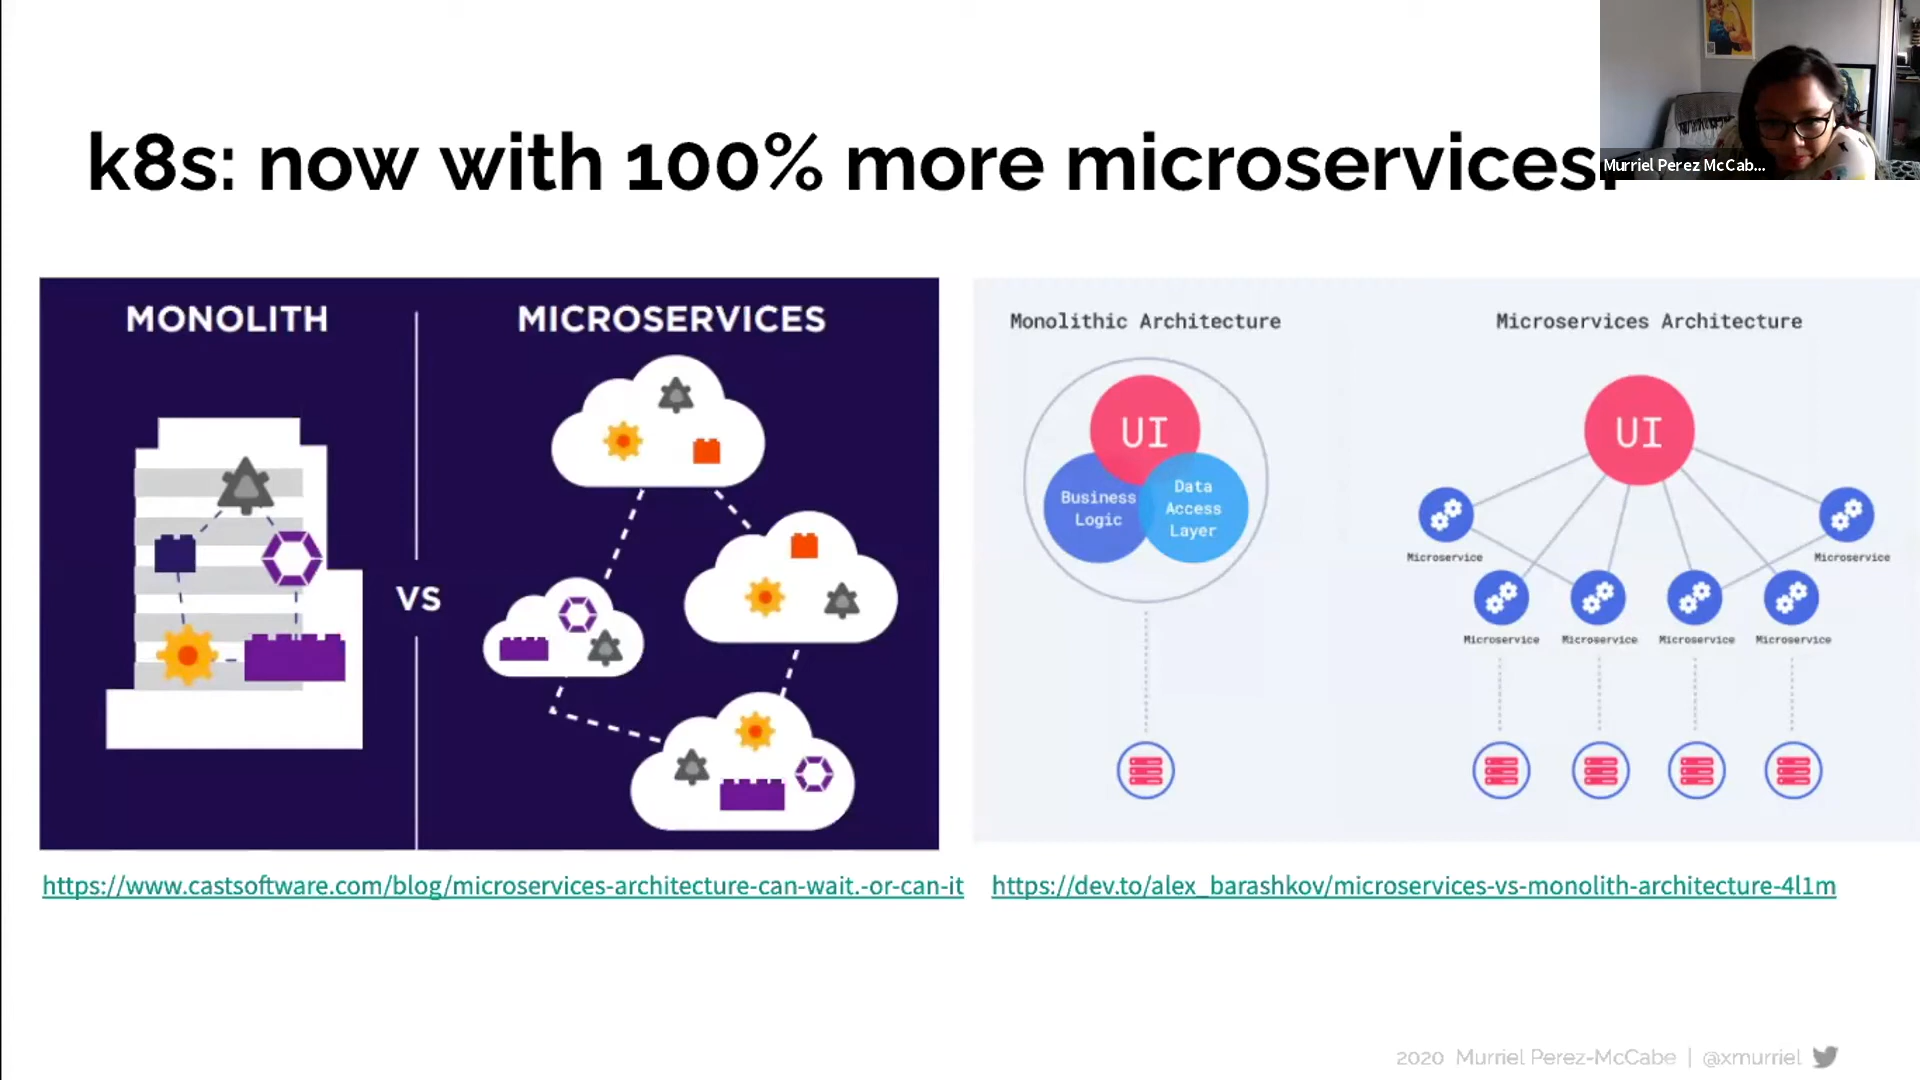 k8s: now with 100% more microservices!
Murriel Perez McCab...
MONOLITH
MICROSERVICES
VS
Monolithic Architecture
Microservices Architecture
UI
Business
Logic
Data
Access
Layer
UI
Microservice
Microservice
Microservice
Microservice
Microservice
Microservice
https://www.castsoftware.com/blog/microservices-architecture-can-wait.-or-can-it
https://dev.to/alex_barashkov/microservices-vs-monolith-architecture-4l1m
2020 Murriel Perez-McCabe | @xmurriel